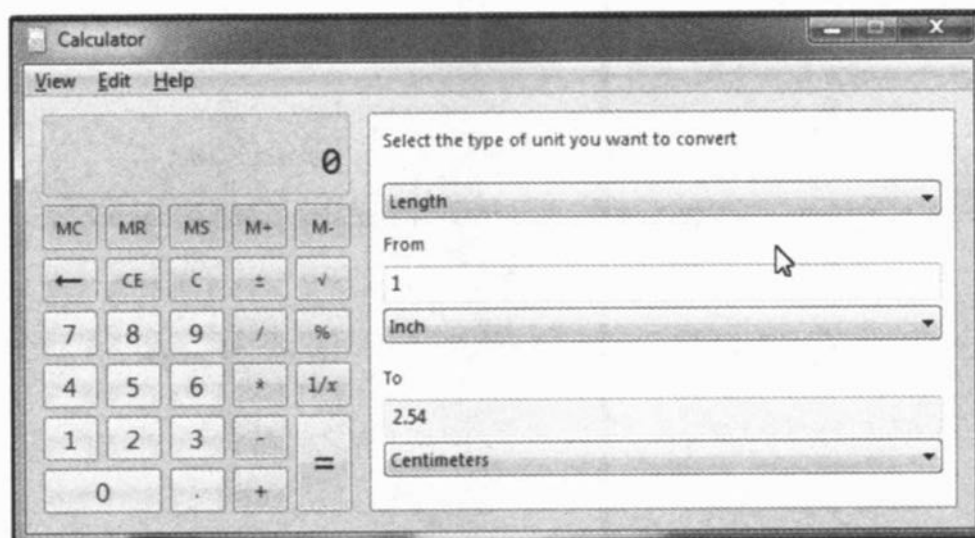 Calculator
View Edit Help
0
MC MR MS M+ M-
← CE C ± √
7 8 9 / %
4 5 6 * 1/x
1 2 3 -
0 . + =
Select the type of unit you want to convert
Length
From
1
Inch
To
2.54
Centimeters